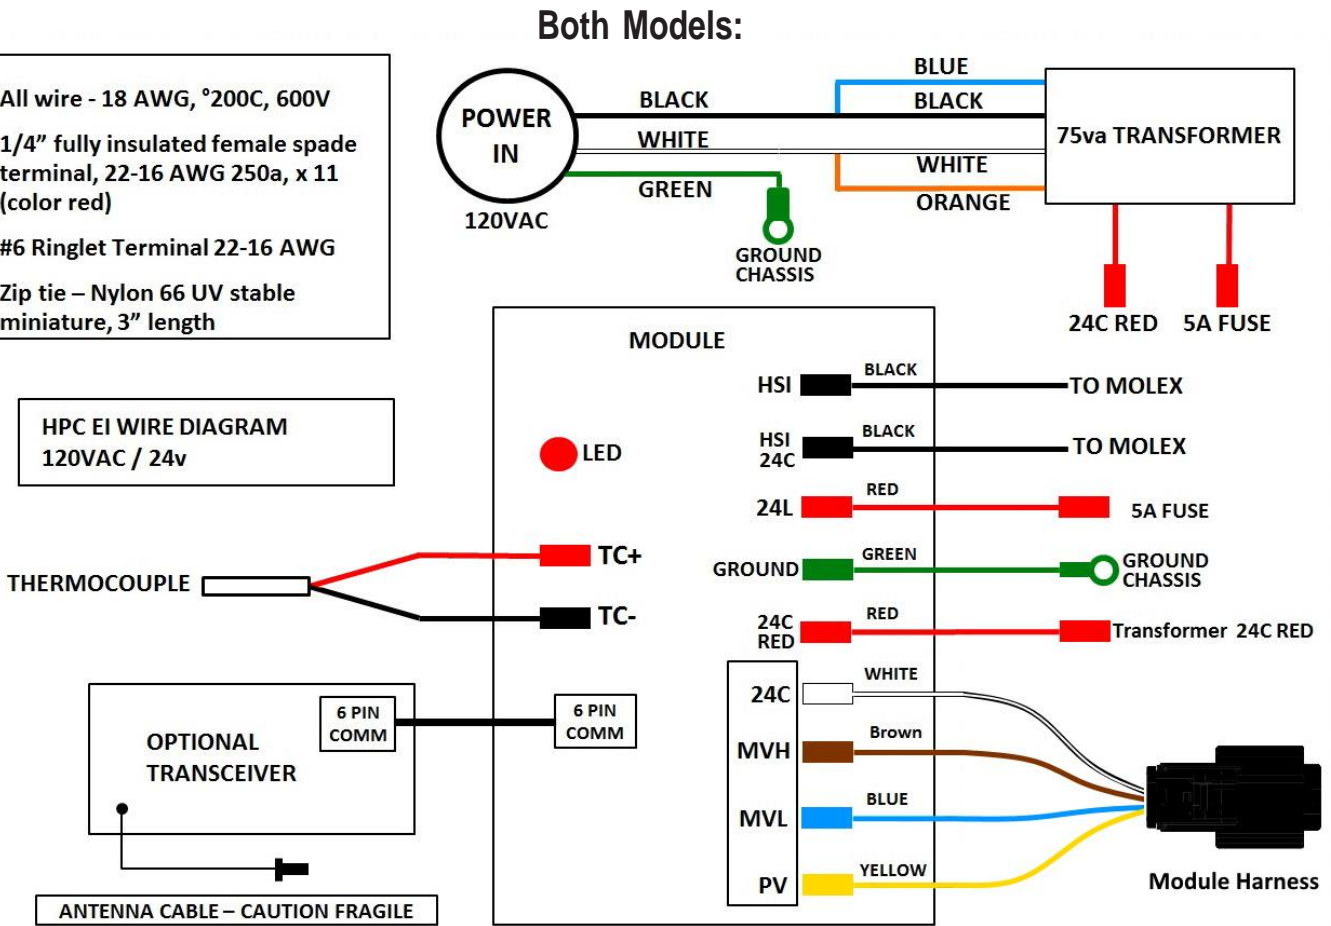 Both Models:
All wire - 18 AWG, °200C, 600V
1/4” fully insulated female spade
terminal, 22-16 AWG 250a, x 11
(color red)
#6 Ringlet Terminal 22-16 AWG
Zip tie – Nylon 66 UV stable
miniature, 3” length
POWER
IN
120VAC
BLACK
WHITE
GREEN
GROUND
CHASSIS
BLUE
BLACK
WHITE
ORANGE
75va TRANSFORMER
24C RED
5A FUSE
HPC EI WIRE DIAGRAM
120VAC / 24v
MODULE
LED
THERMOCOUPLE
TC+
TC-
HSI
BLACK
TO MOLEX
HSI
24C
BLACK
TO MOLEX
24L
RED
5A FUSE
GROUND
GREEN
GROUND
CHASSIS
24C
RED
RED
Transformer 24C RED
24C
WHITE
MVH
Brown
MVL
BLUE
PV
YELLOW
Module Harness
OPTIONAL
TRANSCEIVER
6 PIN
COMM
6 PIN
COMM
ANTENNA CABLE – CAUTION FRAGILE